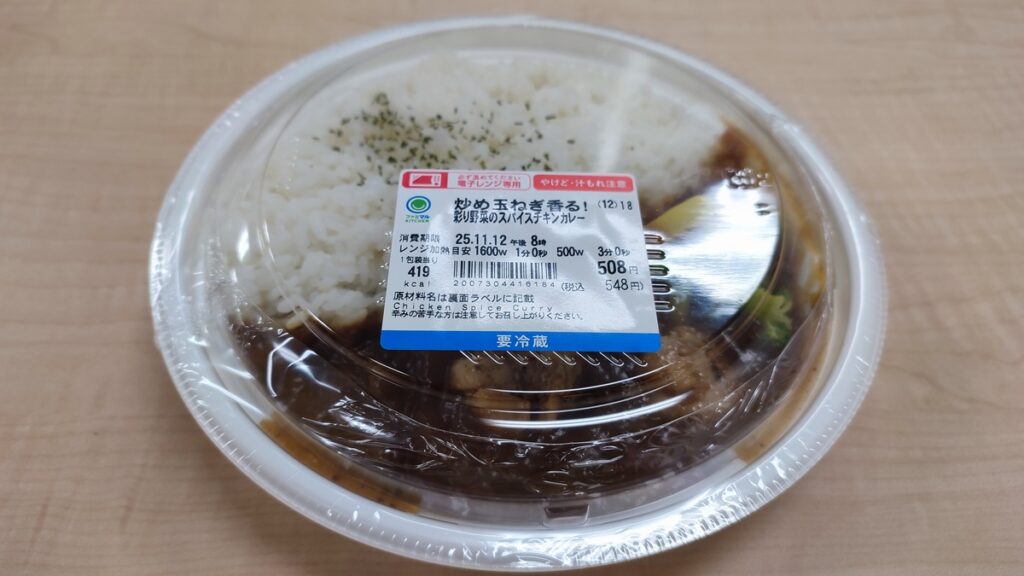 必ず温めてください
電子レンジ専用
やけど・汁もれ注意
ファミマル
KITCHEN
炒め玉ねぎ香る! (12)18
彩り野菜のスパイスチキンカレー
消費期限 25.11.12 午後 8時
レンジ加熱目安 1600W 1分0秒 500W 3分0秒
1包装当り
419
kcal
508円
2007304416184
(税込 548円)
原材料名は裏面ラベルに記載
Chicken Spice Curry
辛みの苦手な方は注意してお召し上がりください。
要冷蔵